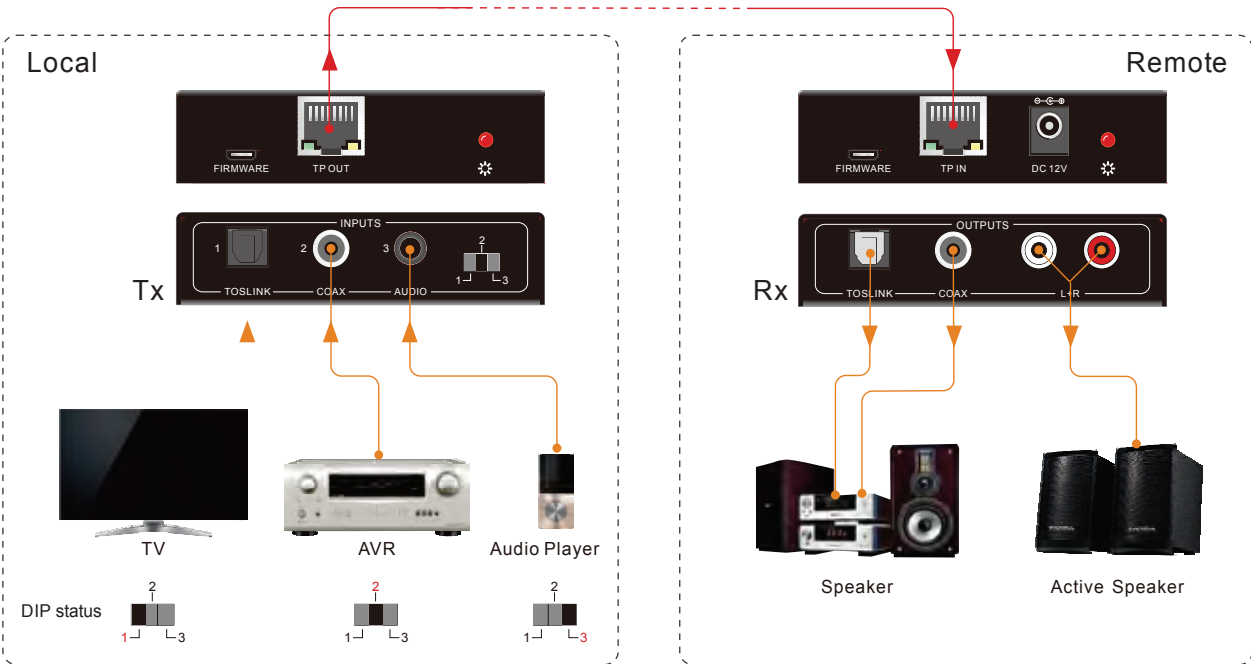 Local
Remote
FIRMWARE
TP OUT
FIRMWARE
TP IN
DC 12V
INPUTS
1
2
3
2
1
3
TOSLINK
COAX
AUDIO
Tx
OUTPUTS
TOSLINK
COAX
L+R
Rx
TV
AVR
Audio Player
Speaker
Active Speaker
DIP status
2
1
3
2
1
3
2
1
3